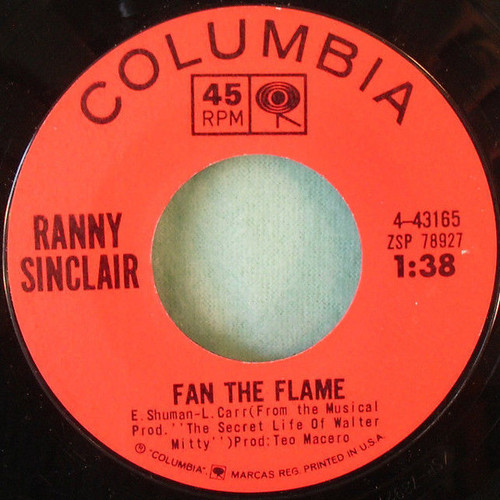 COLUMBIA
45
RPM
RANNY
SINCLAIR
4-43165
ZSP 78927
1:38
FAN THE FLAME
E. Shuman-L. Carr(From the Musical
Prod.''The Secret Life Of Walter
Mitty'')Prod:Teo Macero
® "COLUMBIA", MARCAS REG. PRINTED IN U.S.A.